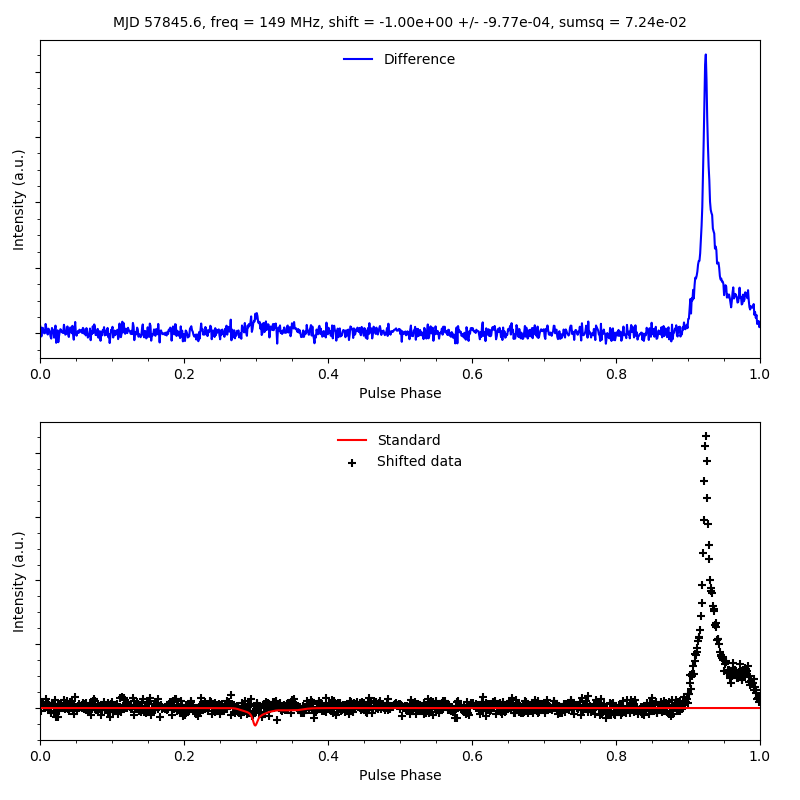 MJD 57845.6, freq = 149 MHz, shift = -1.00e+00 +/- -9.77e-04, sumsq = 7.24e-02
Difference
Intensity (a.u.)
0.0 0.2 0.4 0.6 0.8 1.0
Pulse Phase
Standard
Shifted data
Intensity (a.u.)
0.0 0.2 0.4 0.6 0.8 1.0
Pulse Phase